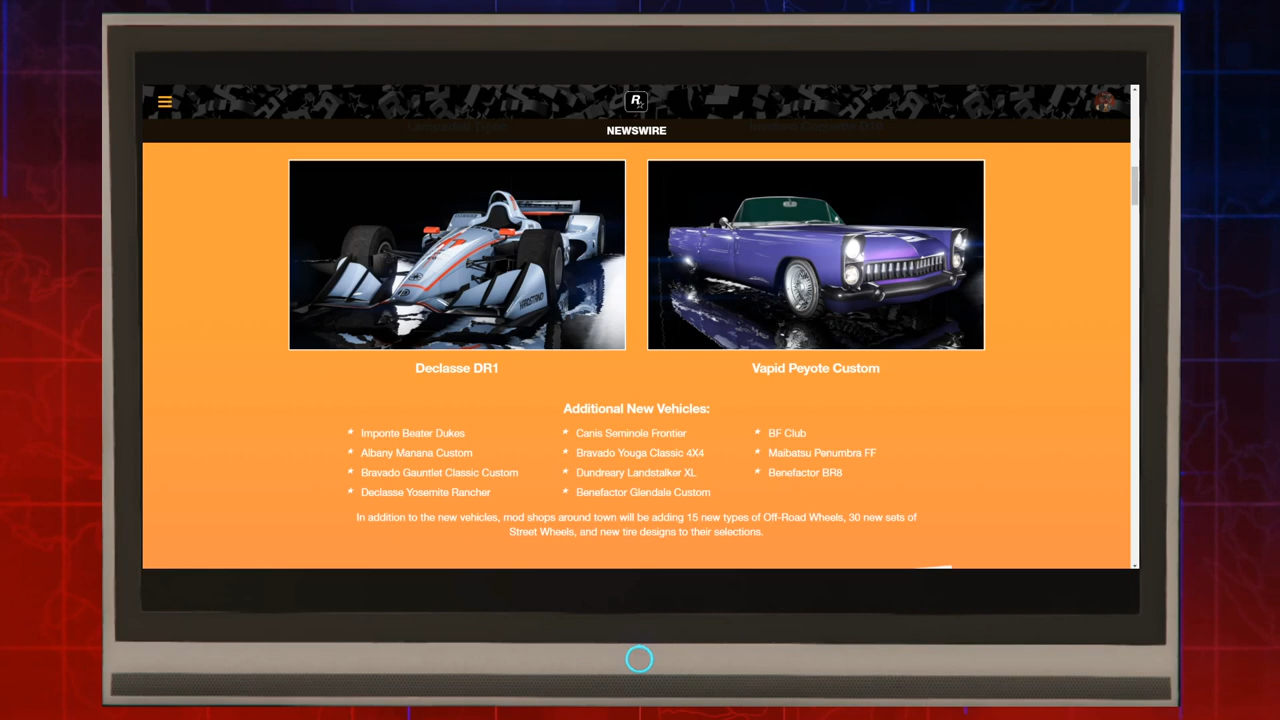 R
NEWSWIRE
VARDSTAND
Declasse DR1
Vapid Peyote Custom
Additional New Vehicles:
* Imponte Beater Dukes
* Albany Manana Custom
* Bravado Gauntlet Classic Custom
* Declasse Yosemite Rancher
* Canis Seminole Frontier
* Bravado Youga Classic 4X4
* Dundreary Landstalker XL
* Benefactor Glendale Custom
* BF Club
* Maibatsu Penumbra FF
* Benefactor BR8
In addition to the new vehicles, mod shops around town will be adding 15 new types of Off-Road Wheels, 30 new sets of
Street Wheels, and new tire designs to their selections.